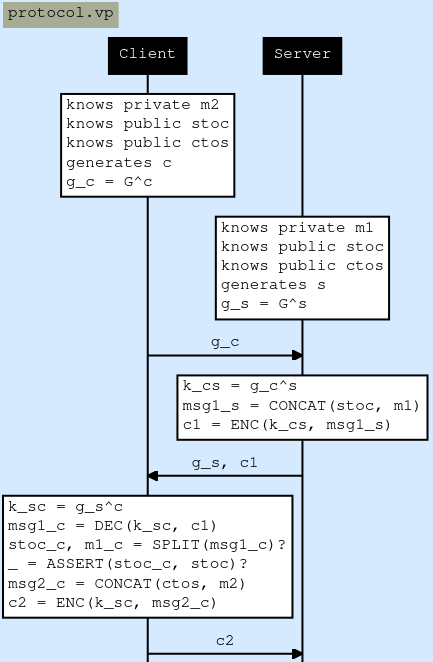 protocol.vp
Client
Server
knows private m2
knows public stoc
knows public ctos
generates c
g_c = G^c
knows private m1
knows public stoc
knows public ctos
generates s
g_s = G^s
g_c
k_cs = g_c^s
msg1_s = CONCAT(stoc, m1)
c1 = ENC(k_cs, msg1_s)
g_s, c1
k_sc = g_s^c
msg1_c = DEC(k_sc, c1)
stoc_c, m1_c = SPLIT(msg1_c)?
_ = ASSERT(stoc_c, stoc)?
msg2_c = CONCAT(ctos, m2)
c2 = ENC(k_sc, msg2_c)
c2